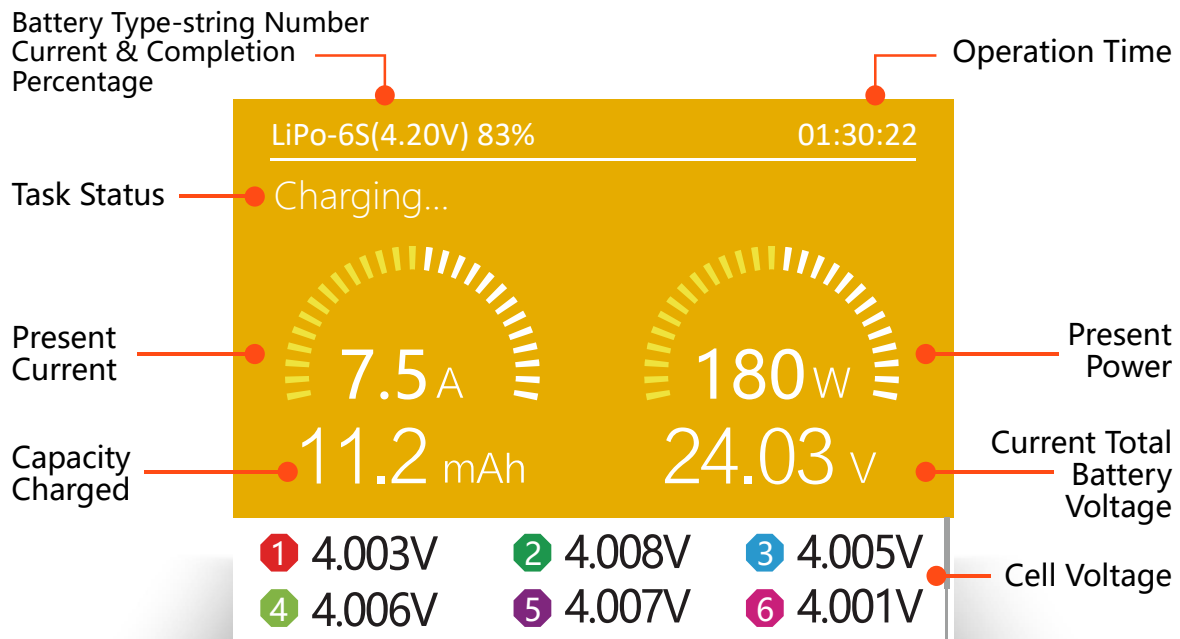 Battery Type-string Number
Current & Completion
Percentage
Operation Time
LiPo-6S(4.20V) 83%
01:30:22
Task Status
Charging...
Present
Current
7.5 A
180 W
Present
Power
Capacity
Charged
11.2 mAh
24.03 V
Current Total
Battery
Voltage
1 4.003V
2 4.008V
3 4.005V
Cell Voltage
4 4.006V
5 4.007V
6 4.001V